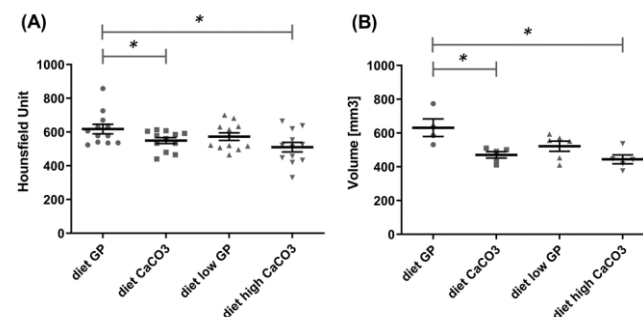 (A)
*
*
1000
800
600
400
200
0
Hounsfield Unit
diet GP
diet CaCO3
diet low GP
diet high CaCO3
(B)
*
*
1000
800
600
400
200
0
Volume [mm3]
diet GP
diet CaCO3
diet low GP
diet high CaCO3